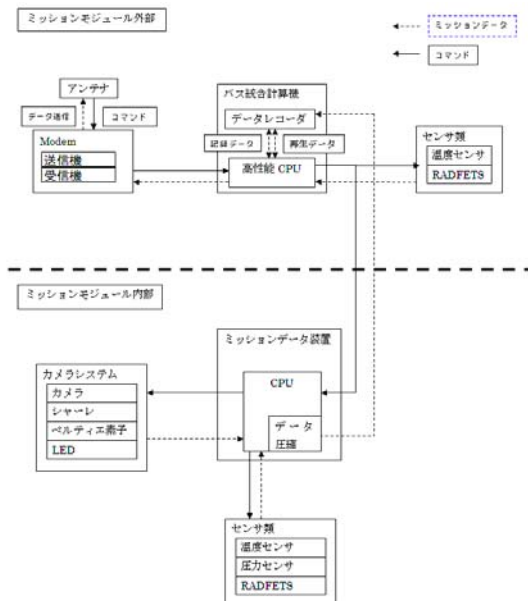 ミッションモジュール外部
ミッションデータ
コマンド
アンテナ
データ送信
コマンド
Modem
送信機
受信機
バス統合計算機
データレコーダ
記録データ
再生データ
高性能 CPU
センサ類
温度センサ
RADFETS
ミッションモジュール内部
ミッションデータ装置
CPU
データ
圧縮
カメラシステム
カメラ
シャーレ
ペルティエ素子
LED
センサ類
温度センサ
圧力センサ
RADFETS